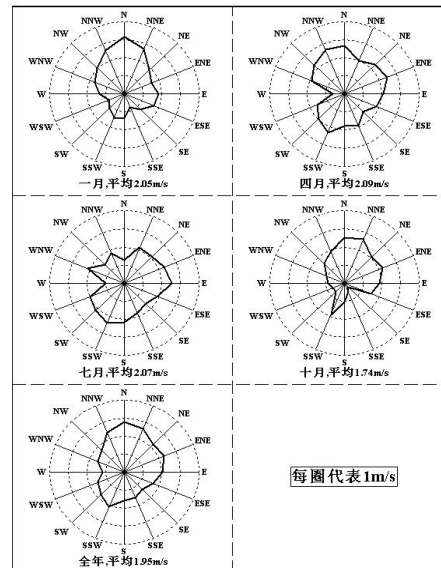 N
NNW NNE
NW NE
WNW ENE
W E
WSW ESE
SW SE
SSW SSE
S
一月,平均2.05m/s
N
NNW NNE
NW NE
WNW ENE
W E
WSW ESE
SW SE
SSW SSE
S
四月,平均2.09m/s
N
NNW NNE
NW NE
WNW ENE
W E
WSW ESE
SW SE
SSW SSE
S
七月,平均2.07m/s
N
NNW NNE
NW NE
WNW ENE
W E
WSW ESE
SW SE
SSW SSE
S
十月,平均1.74m/s
N
NNW NNE
NW NE
WNW ENE
W E
WSW ESE
SW SE
SSW SSE
S
全年,平均1.95m/s
每圈代表1m/s